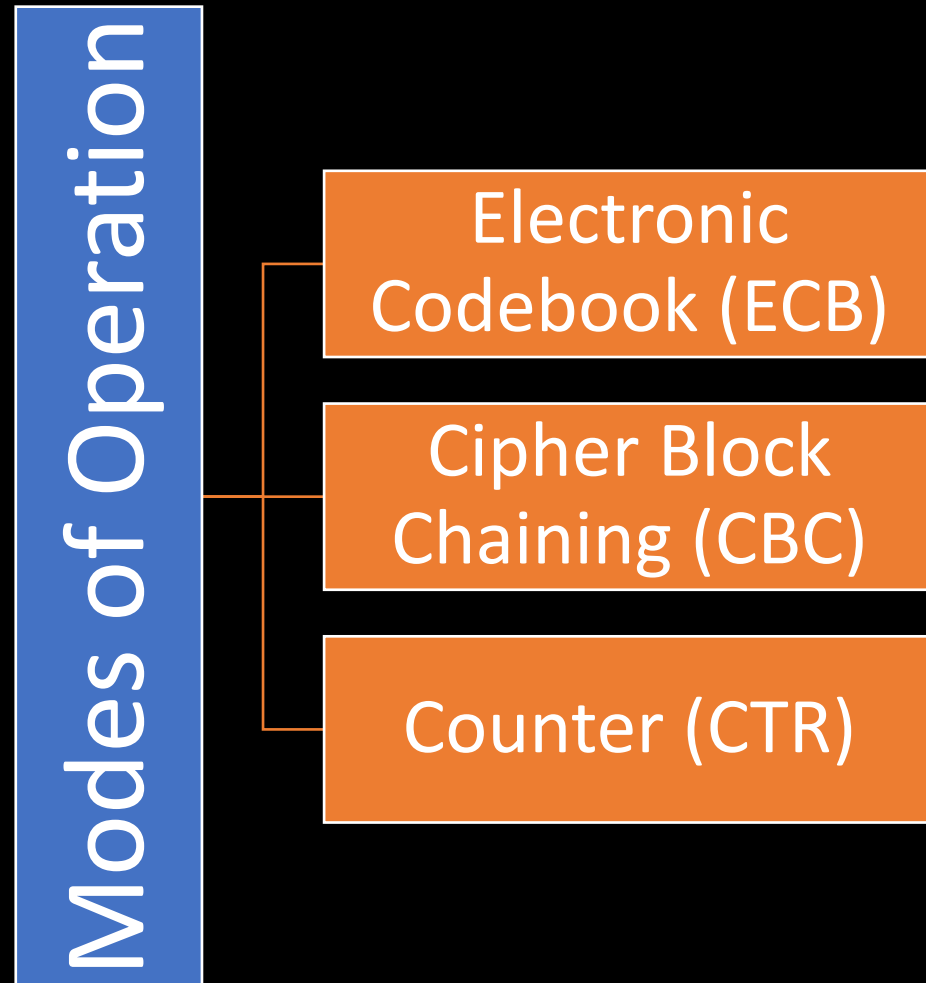 Modes of Operation
Electronic
Codebook (ECB)
Cipher Block
Chaining (CBC)
Counter (CTR)